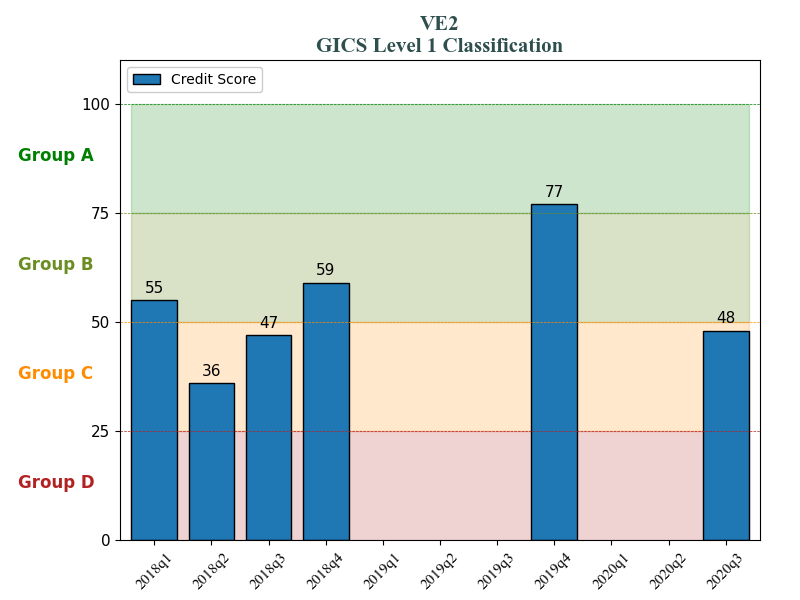 VE2
GICS Level 1 Classification
Credit Score
100
Group A
77
75
Group B
59
55
50
48
47
Group C
36
25
Group D
0
2018q1 2018q2 2018q3 2018q4 2019q1 2019q2 2019q3 2019q4 2020q1 2020q2 2020q3